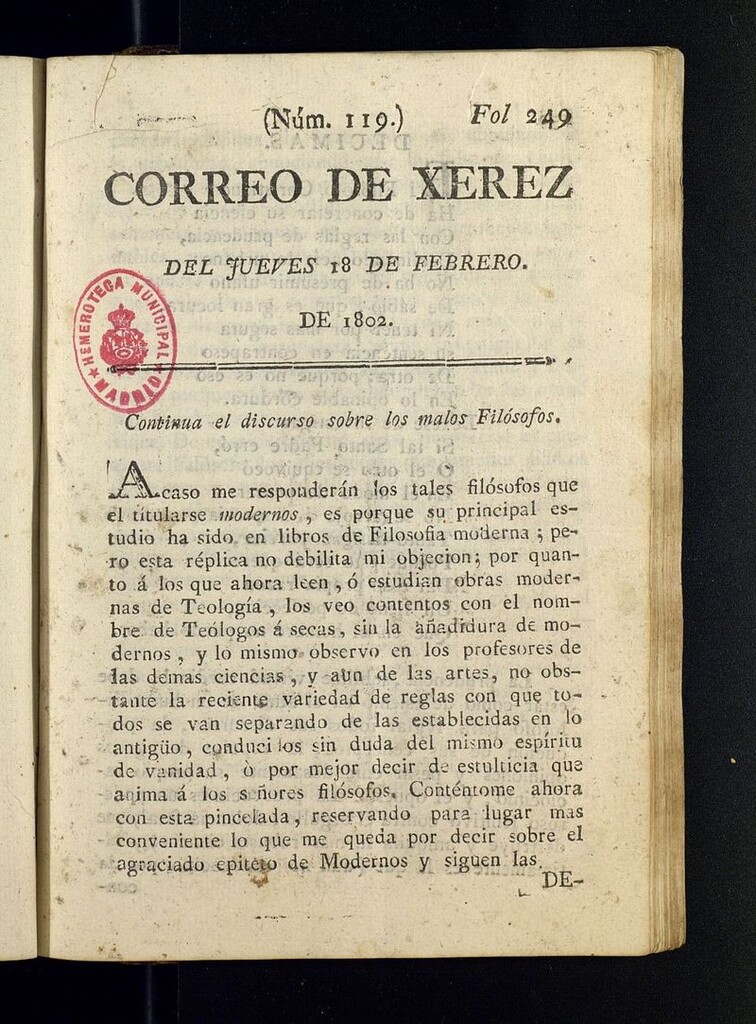 (Núm. 119.) Fol 249
CORREO DE XEREZ
DEL JUEVES 18 DE FEBRERO.
DE 1802.
HEMEROTECA MUNICIPAL
★ MADRID ★
Continua el discurso sobre los malos Filósofos.
Acaso me responderán los tales filósofos que
el titularse modernos, es porque su principal es-
tudio ha sido en libros de Filosofia moderna; pe-
ro esta réplica no debilita mi objecion; por quan-
to á los que ahora leen, ó estudian obras moder-
nas de Teología, los veo contentos con el nom-
bre de Teólogos á secas, sin la añadidura de mo-
dernos, y lo mismo observo en los profesores de
las demas ciencias, y aun de las artes, no obs-
tante la reciente variedad de reglas con que to-
dos se van separando de las establecidas en lo
antigüo, conducilos sin duda del mismo espíritu
de vanidad, ò por mejor decir de estulticia que
anima á los señores filósofos. Conténtome ahora
con esta pincelada, reservando para lugar mas
conveniente lo que me queda por decir sobre el
agraciado epiteto de Modernos y siguen las
DE-